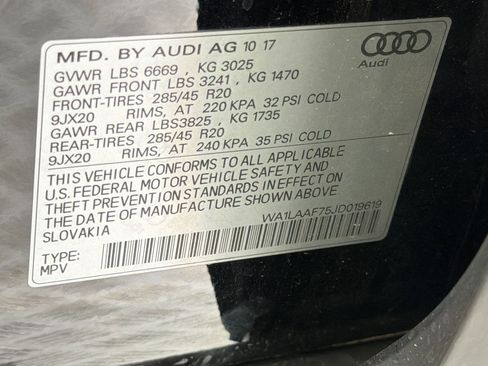 MFD. BY AUDI AG 10 17
GVWR LBS 6669 , KG 3025
GAWR FRONT LBS 3241 , KG 1470
FRONT-TIRES 285/45 R20
9JX20 RIMS, AT 220 KPA 32 PSI COLD
GAWR REAR LBS3825 , KG 1735
REAR-TIRES 285/45 R20
9JX20 RIMS, AT 240 KPA 35 PSI COLD
THIS VEHICLE CONFORMS TO ALL APPLICABLE
U.S. FEDERAL MOTOR VEHICLE SAFETY AND
THEFT PREVENTION STANDARDS IN EFFECT ON
THE DATE OF MANUFACTURE SHOWN ABOVE.
SLOVAKIA
WA1LAAF75JD019619
TYPE:
MPV
Audi